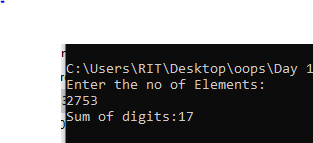 C:\Users\RIT\Desktop\oops\Day 1
Enter the no of Elements:
2753
Sum of digits:17